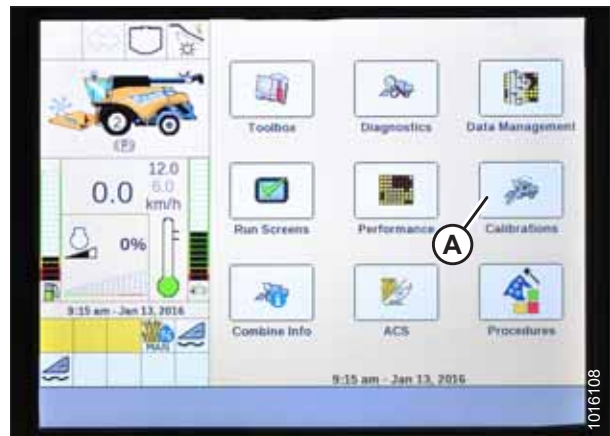 2
(P)
12.0
6.0
0.0 km/h
0%
9:15 am - Jan 13, 2016
MAN
Toolbox
Diagnostics
Data Management
Run Screens
Performance
Calibrations
A
Combine Info
ACS
Procedures
9:15 am - Jan 13, 2016
1016108